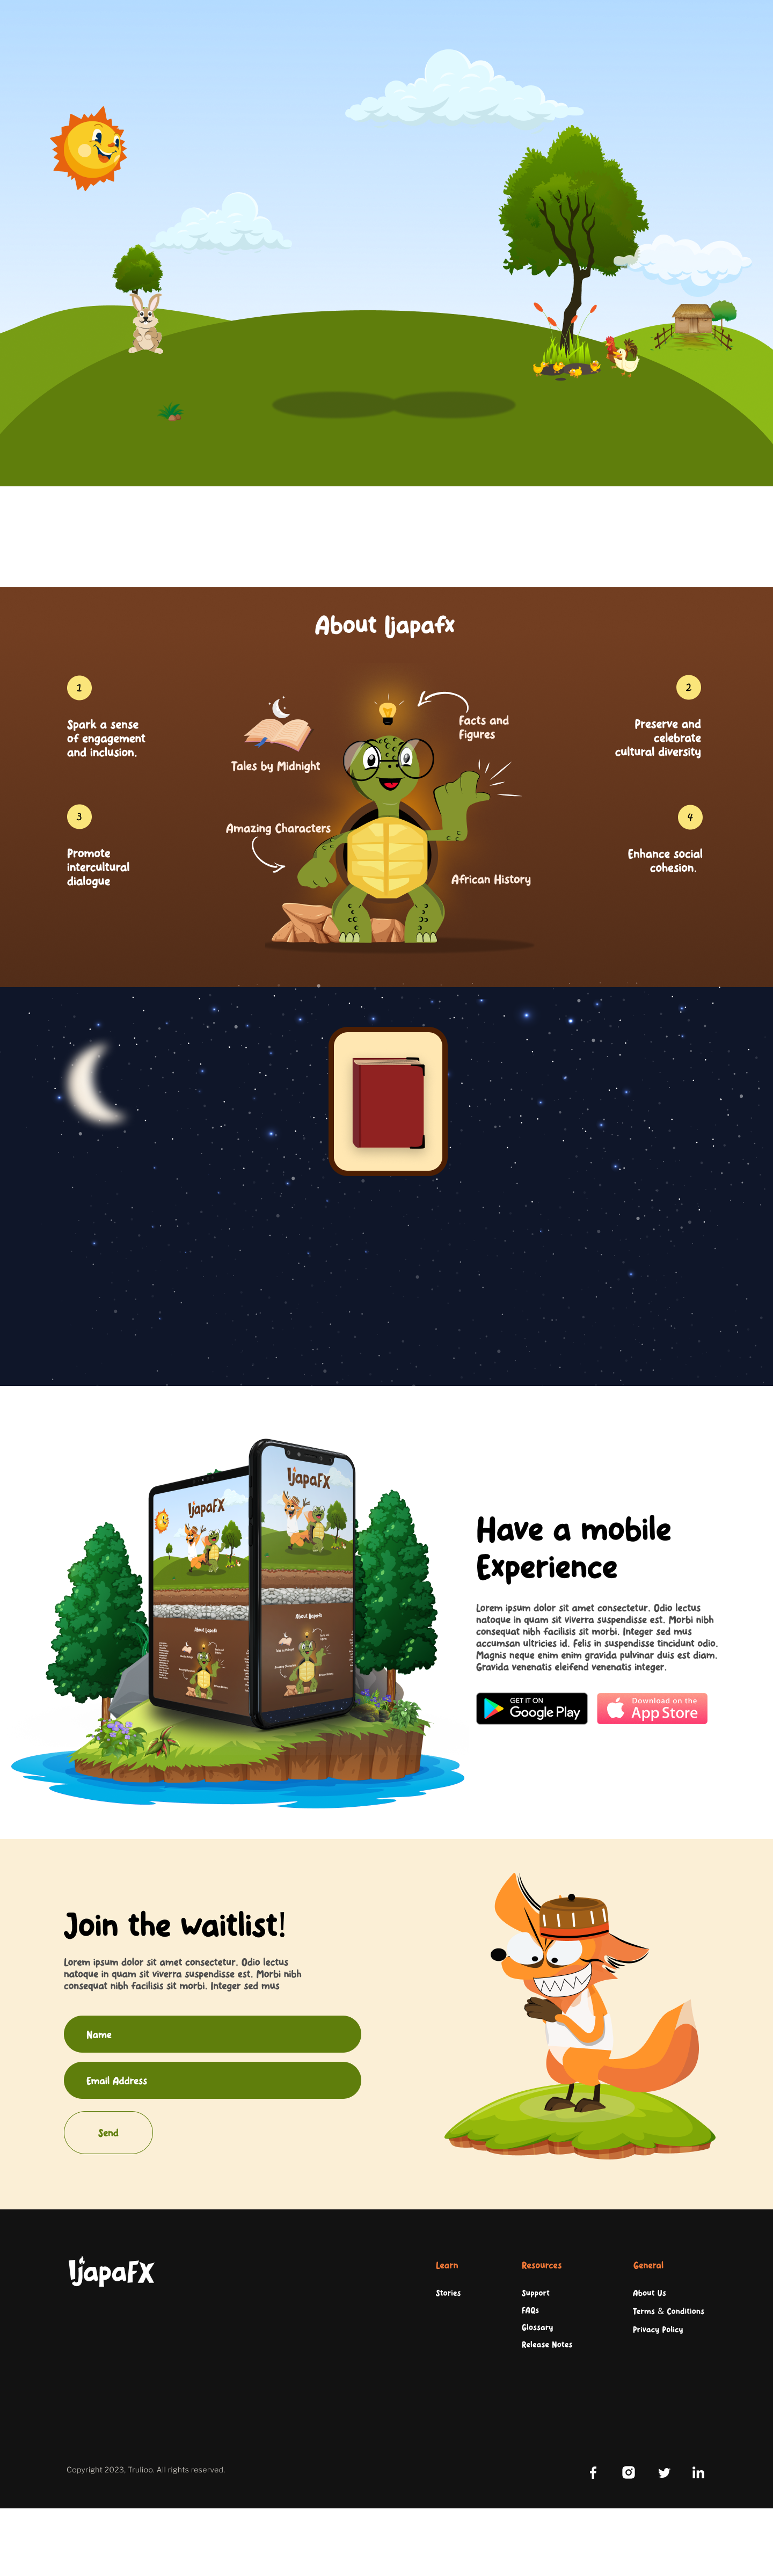 About Ijapafx
1
2
Spark a sense
of engagement
and inclusion.
Tales by Midnight
Facts and
Figures
Preserve and
celebrate
cultural diversity
3
4
Promote
intercultural
dialogue
Amazing Characters
African History
Enhance social
cohesion.
IjapaFX
About Ijapafx
IjapaFX
About Ijapafx
Have a mobile
Experience
Lorem ipsum dolor sit amet consectetur. Odio lectus
natoque in quam sit viverra suspendisse est. Morbi nibh
consequat nibh facilisis sit morbi. Integer sed mus
accumsan ultricies id. Felis in suspendisse tincidunt odio.
Magnis neque enim enim gravida pulvinar duis est diam.
Gravida venenatis eleifend venenatis integer.
GET IT ON
Google Play
Download on the
App Store
Join the waitlist!
Lorem ipsum dolor sit amet consectetur. Odio lectus
natoque in quam sit viverra suspendisse est. Morbi nibh
consequat nibh facilisis sit morbi. Integer sed mus
Name
Email Address
Send
IjapaFX
Learn
Stories
Resources
Support
FAQs
Glossary
Release Notes
General
About Us
Terms & Conditions
Privacy Policy
Copyright 2023, Trulioo. All rights reserved.